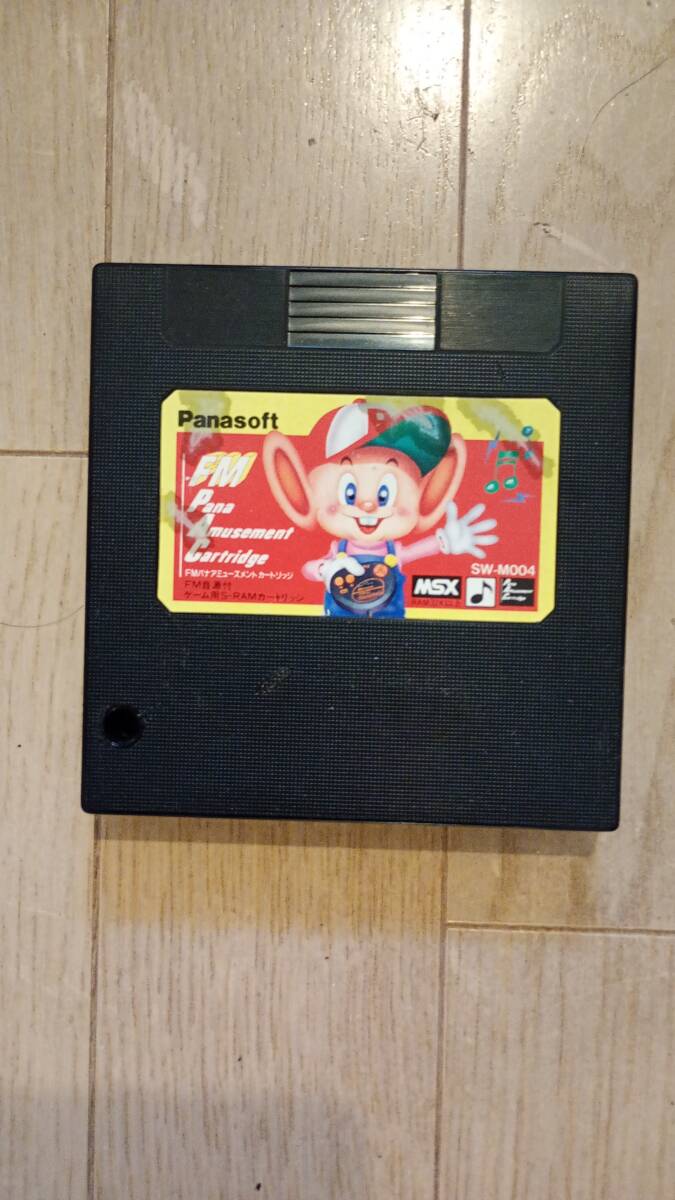 Panasoft
P
FM
Pana
Amusement
Cartridge
FMパナアミューズメントカートリッジ
FM音源付
ゲーム用S-RAMカートリッジ
SW-M004
MSX